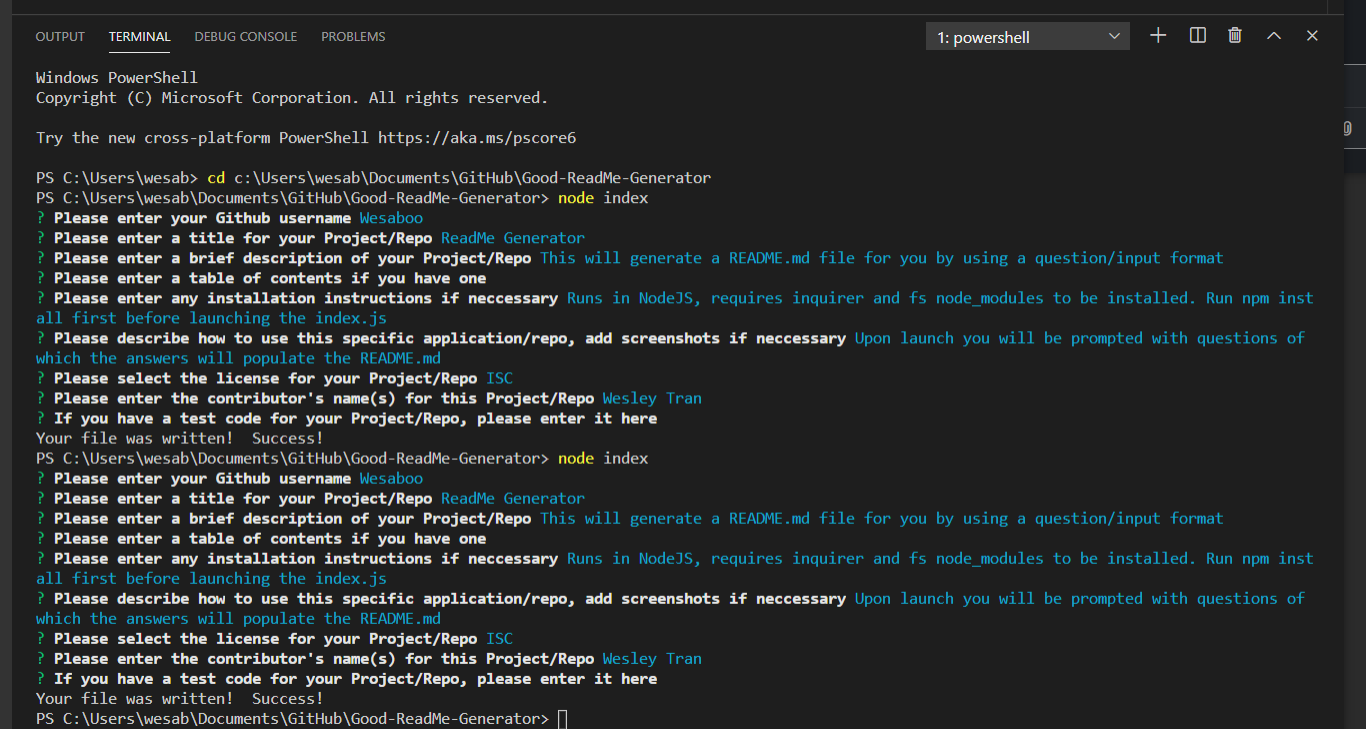 OUTPUT TERMINAL DEBUG CONSOLE PROBLEMS 1: powershell
Windows PowerShell
Copyright (C) Microsoft Corporation. All rights reserved.
Try the new cross-platform PowerShell https://aka.ms/pscore6
PS C:\Users\wesab> cd c:\Users\wesab\Documents\GitHub\Good-ReadMe-Generator
PS C:\Users\wesab\Documents\GitHub\Good-ReadMe-Generator> node index
? Please enter your Github username Wesaboo
? Please enter a title for your Project/Repo ReadMe Generator
? Please enter a brief description of your Project/Repo This will generate a README.md file for you by using a question/input format
? Please enter a table of contents if you have one
? Please enter any installation instructions if neccessary Runs in NodeJS, requires inquirer and fs node_modules to be installed. Run npm inst
all first before launching the index.js
? Please describe how to use this specific application/repo, add screenshots if neccessary Upon launch you will be prompted with questions of
which the answers will populate the README.md
? Please select the license for your Project/Repo ISC
? Please enter the contributor's name(s) for this Project/Repo Wesley Tran
? If you have a test code for your Project/Repo, please enter it here
Your file was written!  Success!
PS C:\Users\wesab\Documents\GitHub\Good-ReadMe-Generator> node index
? Please enter your Github username Wesaboo
? Please enter a title for your Project/Repo ReadMe Generator
? Please enter a brief description of your Project/Repo This will generate a README.md file for you by using a question/input format
? Please enter a table of contents if you have one
? Please enter any installation instructions if neccessary Runs in NodeJS, requires inquirer and fs node_modules to be installed. Run npm inst
all first before launching the index.js
? Please describe how to use this specific application/repo, add screenshots if neccessary Upon launch you will be prompted with questions of
which the answers will populate the README.md
? Please select the license for your Project/Repo ISC
? Please enter the contributor's name(s) for this Project/Repo Wesley Tran
? If you have a test code for your Project/Repo, please enter it here
Your file was written!  Success!
PS C:\Users\wesab\Documents\GitHub\Good-ReadMe-Generator>